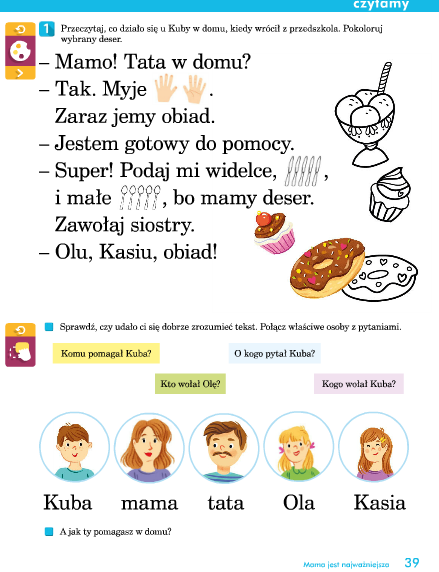 czytamy
1 Przeczytaj, co działo się u Kuby w domu, kiedy wrócił z przedszkola. Pokoloruj
wybrany deser.
– Mamo! Tata w domu?
– Tak. Myje .
Zaraz jemy obiad.
– Jestem gotowy do pomocy.
– Super! Podaj mi widelce, ,
i małe , bo mamy deser.
Zawołaj siostry.
– Olu, Kasiu, obiad!
Sprawdź, czy udało ci się dobrze zrozumieć tekst. Połącz właściwe osoby z pytaniami.
Komu pomagał Kuba?
O kogo pytał Kuba?
Kto wołał Olę?
Kogo wołał Kuba?
Kuba mama tata Ola Kasia
A jak ty pomagasz w domu?
Mama jest najważniejsza 39